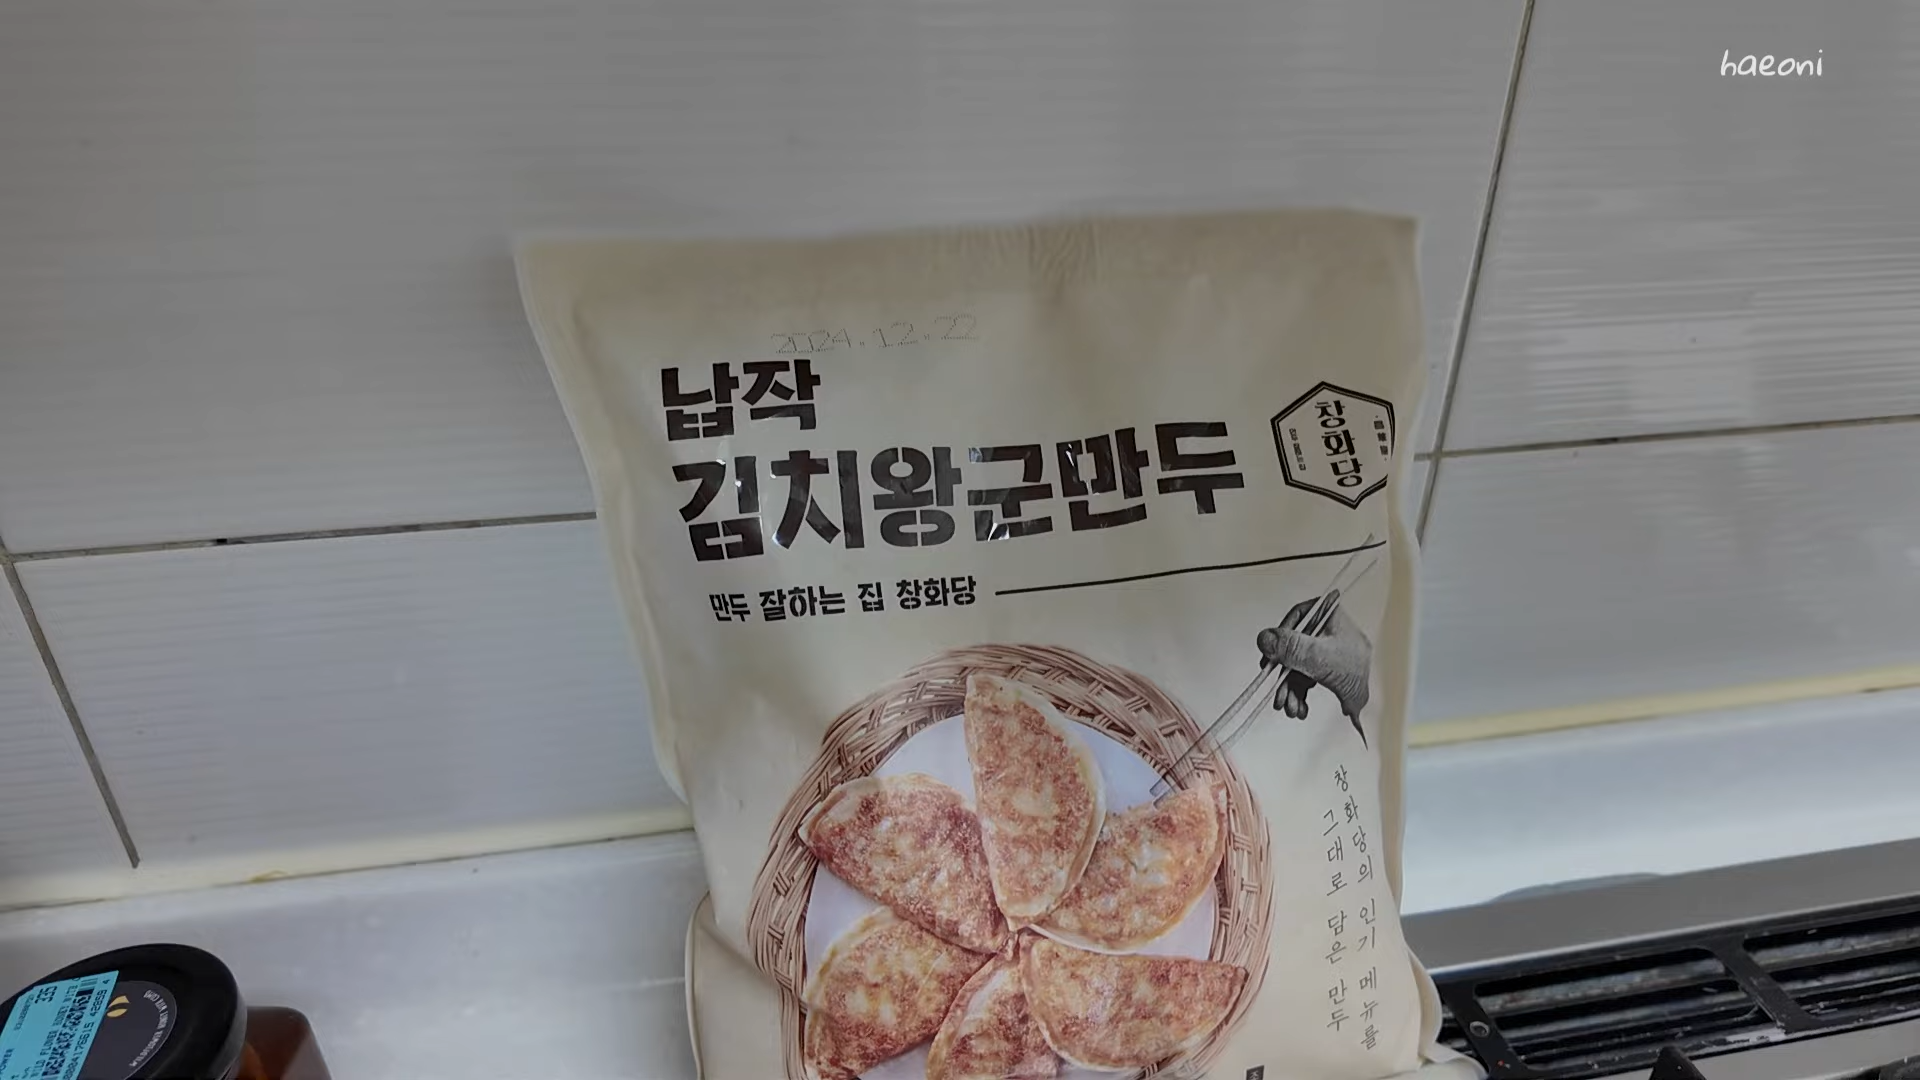 haeoni
2024.12.22
납작
김치왕군만두
창화당
만두 잘하는 집 창화당
창화당의 인기 메뉴를
그대로 담은 만두